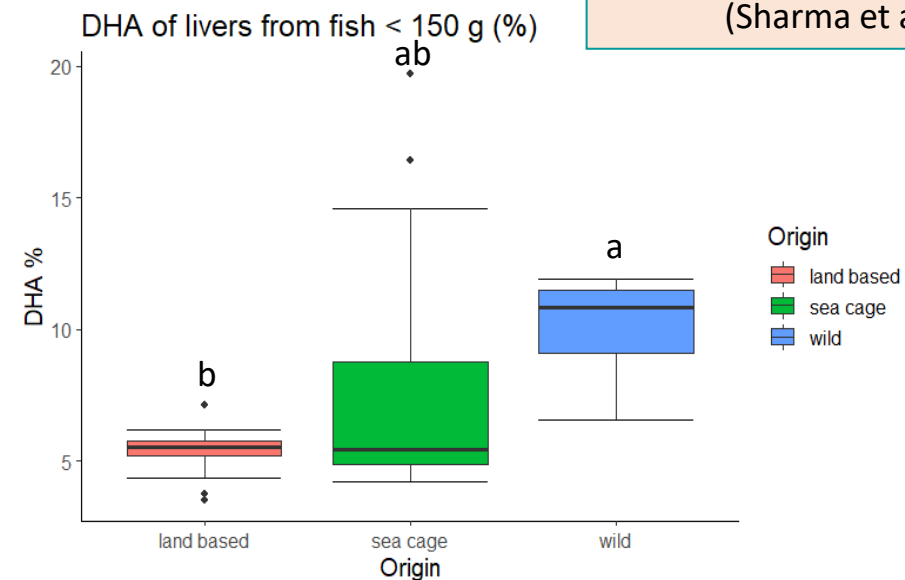 (Sharma et a
DHA of livers from fish < 150 g (%)
ab
20
15
10
5
DHA %
b
a
land based
sea cage
wild
Origin
Origin
land based
sea cage
wild